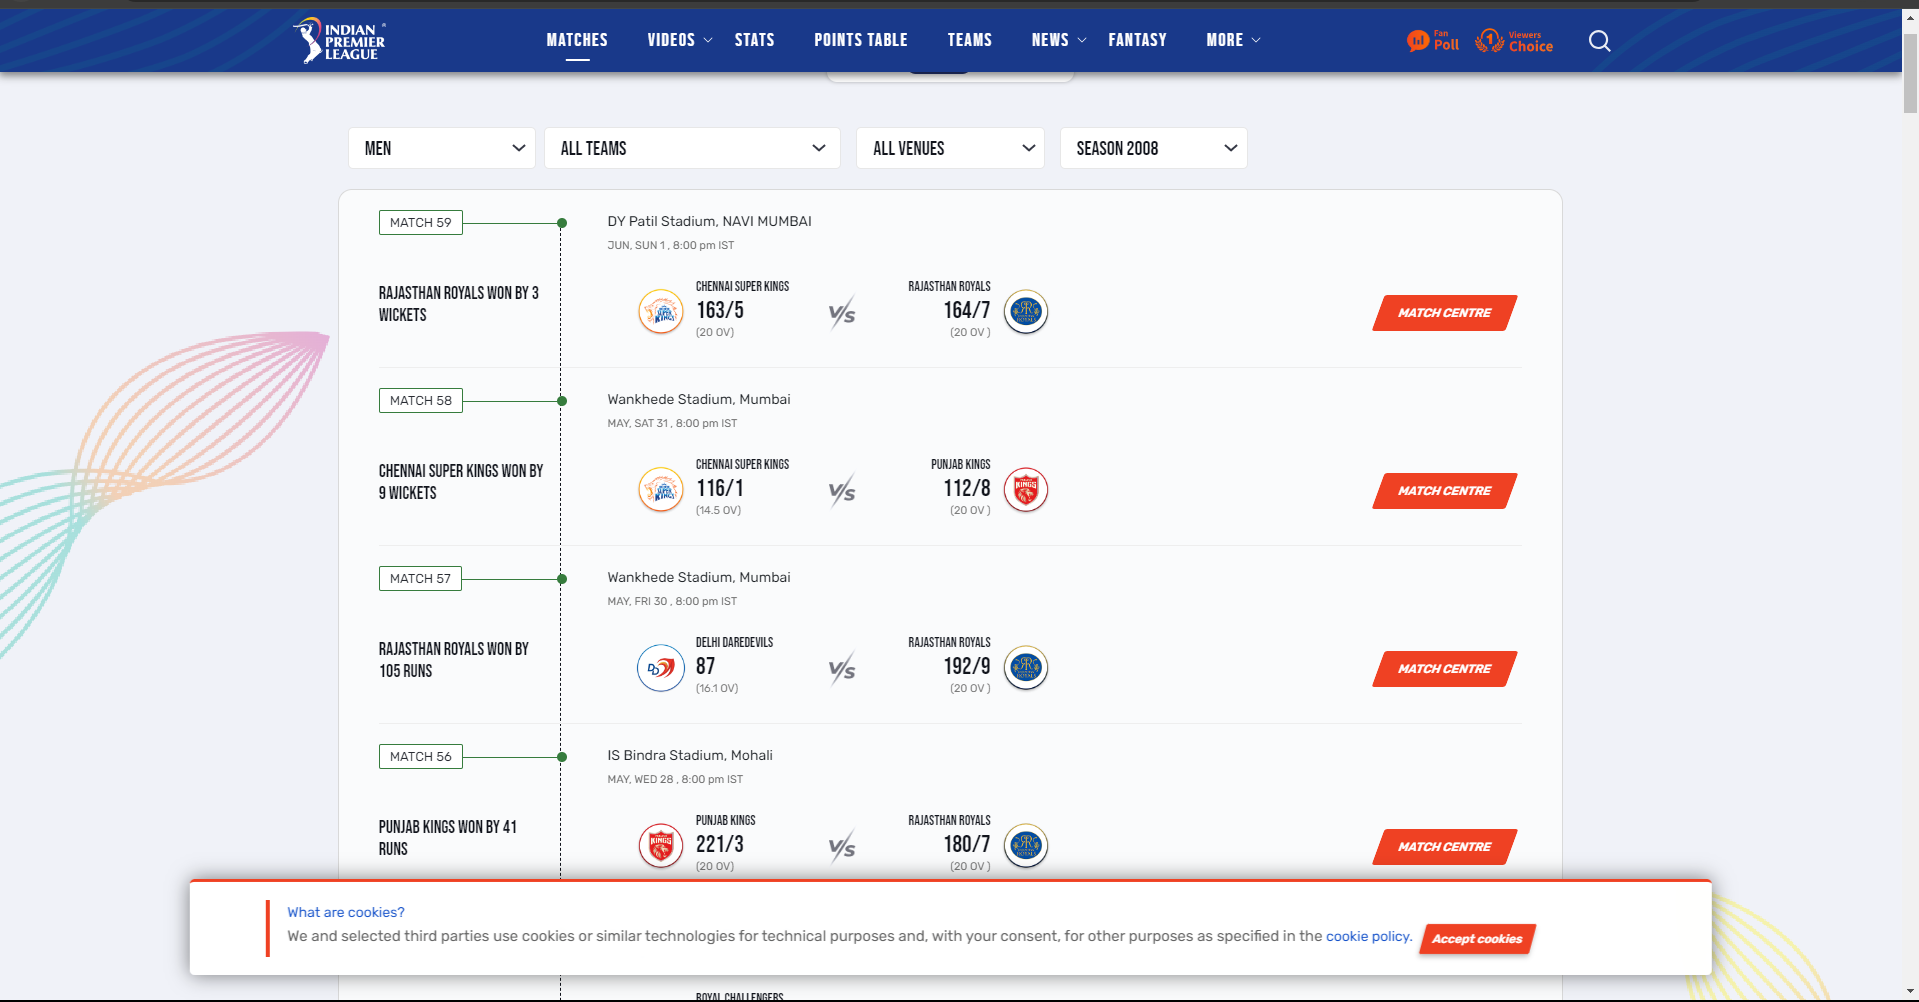 INDIAN
PREMIER
LEAGUE
MATCHES
VIDEOS
STATS
POINTS TABLE
TEAMS
NEWS
FANTASY
MORE
Fan
Poll
1
Viewers
Choice
MEN
ALL TEAMS
ALL VENUES
SEASON 2008
MATCH 59
DY Patil Stadium, NAVI MUMBAI
JUN, SUN 1 , 8:00 pm IST
RAJASTHAN ROYALS WON BY 3
WICKETS
CHENNAI SUPER KINGS
163/5
(20 OV)
VS
RAJASTHAN ROYALS
164/7
(20 OV )
MATCH CENTRE
MATCH 58
Wankhede Stadium, Mumbai
MAY, SAT 31 , 8:00 pm IST
CHENNAI SUPER KINGS WON BY
9 WICKETS
CHENNAI SUPER KINGS
116/1
(14.5 OV)
VS
PUNJAB KINGS
112/8
(20 OV )
KINGS
MATCH CENTRE
MATCH 57
Wankhede Stadium, Mumbai
MAY, FRI 30 , 8:00 pm IST
RAJASTHAN ROYALS WON BY
105 RUNS
DD
DELHI DAREDEVILS
87
(16.1 OV)
VS
RAJASTHAN ROYALS
192/9
(20 OV )
MATCH CENTRE
MATCH 56
IS Bindra Stadium, Mohali
MAY, WED 28 , 8:00 pm IST
PUNJAB KINGS WON BY 41
RUNS
KINGS
PUNJAB KINGS
221/3
(20 OV)
VS
RAJASTHAN ROYALS
180/7
(20 OV )
MATCH CENTRE
What are cookies?
We and selected third parties use cookies or similar technologies for technical purposes and, with your consent, for other purposes as specified in the cookie policy.
Accept cookies
ROYAL CHALLENGERS